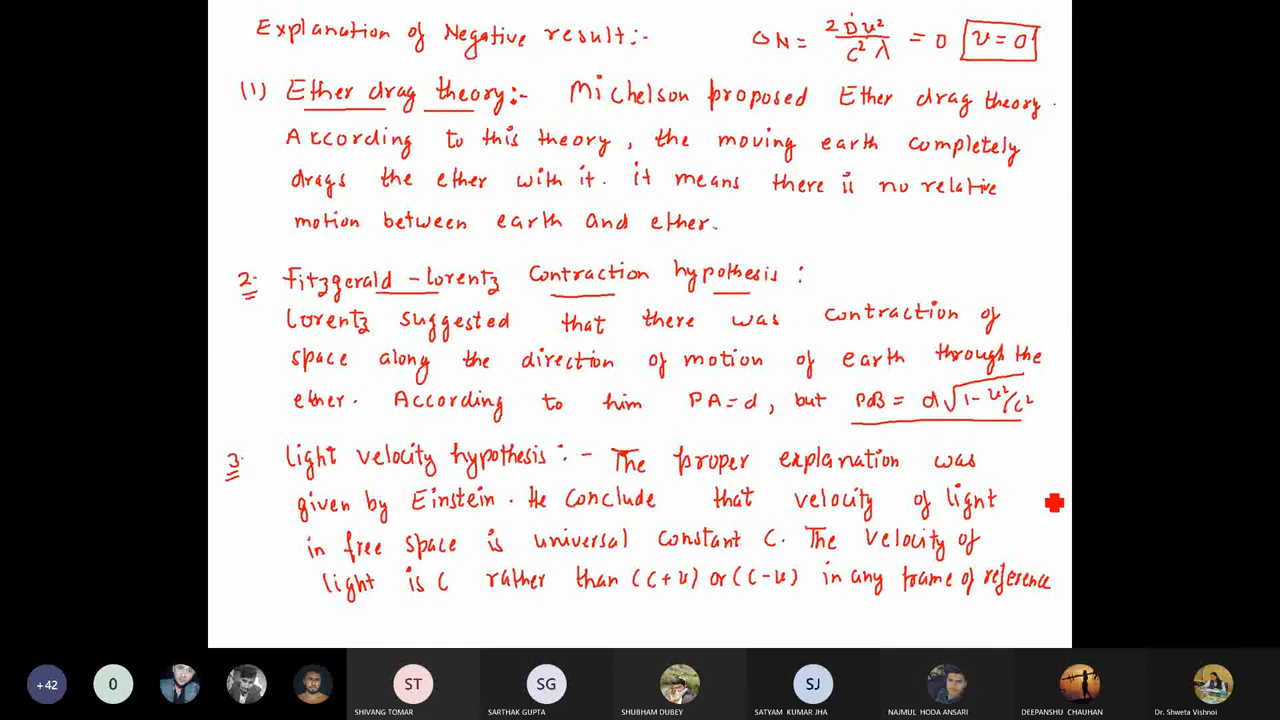 Explanation of Negative result:- ΔN = 2Dv²/c²λ = 0 v = 0
(1) Ether drag theory:- Michelson proposed Ether drag theory.
According to this theory, the moving earth completely
drags the ether with it. it means there is no relative
motion between earth and ether.
2. Fitzgerald-Lorentz Contraction hypothesis:
Lorentz suggested that there was contraction of
space along the direction of motion of earth through the
ether. According to him PA=d, but PdB = d√1-v²/c²
3. light velocity hypothesis:- The proper explanation was
given by Einstein. He conclude that velocity of light
in free space is universal constant C. The velocity of
light is C rather than (C+v) or (C-v) in any frame of reference
+42 0 ST SG SJ
SHIVANG TOMAR SARTHAK GUPTA SHUBHAM DUBEY SATYAM KUMAR JHA NAJMUL HODA ANSARI DEEPANSHU CHAUHAN Dr. Shweta Vishnoi